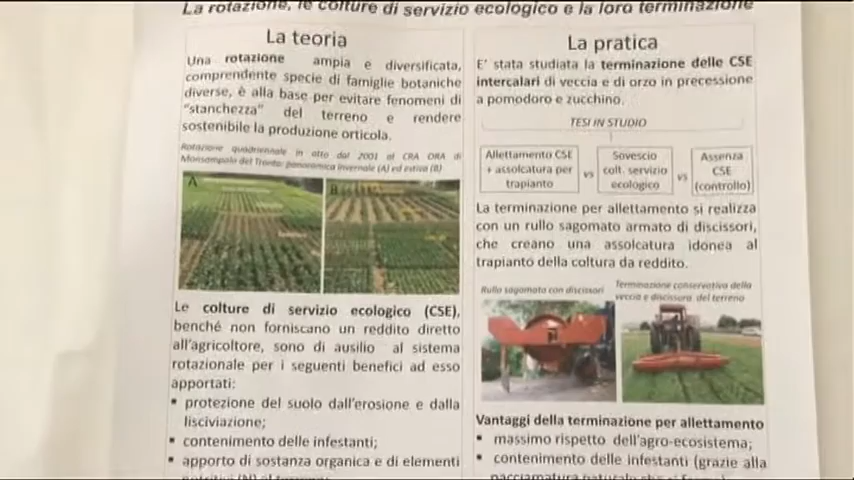 La rotazione, le colture di servizio ecologico e la loro terminazione
La teoria
Una rotazione ampia e diversificata,
comprendente specie di famiglie botaniche
diverse, è alla base per evitare fenomeni di
"stanchezza" del terreno e rendere
sostenibile la produzione orticola.
Rotazione quadriennale in atto dal 2001 al CRA ORA di
Monsampolo del Tronto: panoramica invernale (A) ed estiva (B)
A
B
Le colture di servizio ecologico (CSE),
benché non forniscano un reddito diretto
all'agricoltore, sono di ausilio al sistema
rotazionale per i seguenti benefici ad esso
apportati:
▪ protezione del suolo dall'erosione e dalla
lisciviazione;
▪ contenimento delle infestanti;
▪ apporto di sostanza organica e di elementi
nutritivi (N) al terreno;
La pratica
E' stata studiata la terminazione delle CSE
intercalari di veccia e di orzo in precessione
a pomodoro e zucchino.
TESI IN STUDIO
Allettamento CSE
+ assolcatura per
trapianto
vs
Sovescio
colt. servizio
ecologico
vs
Assenza
CSE
(controllo)
La terminazione per allettamento si realizza
con un rullo sagomato armato di discissori,
che creano una assolcatura idonea al
trapianto della coltura da reddito.
Rullo sagomato con discissori
Terminazione conservativa della
veccia e discissura del terreno
Vantaggi della terminazione per allettamento
▪ massimo rispetto dell'agro-ecosistema;
▪ contenimento delle infestanti (grazie alla
pacciamatura naturale che si forma)